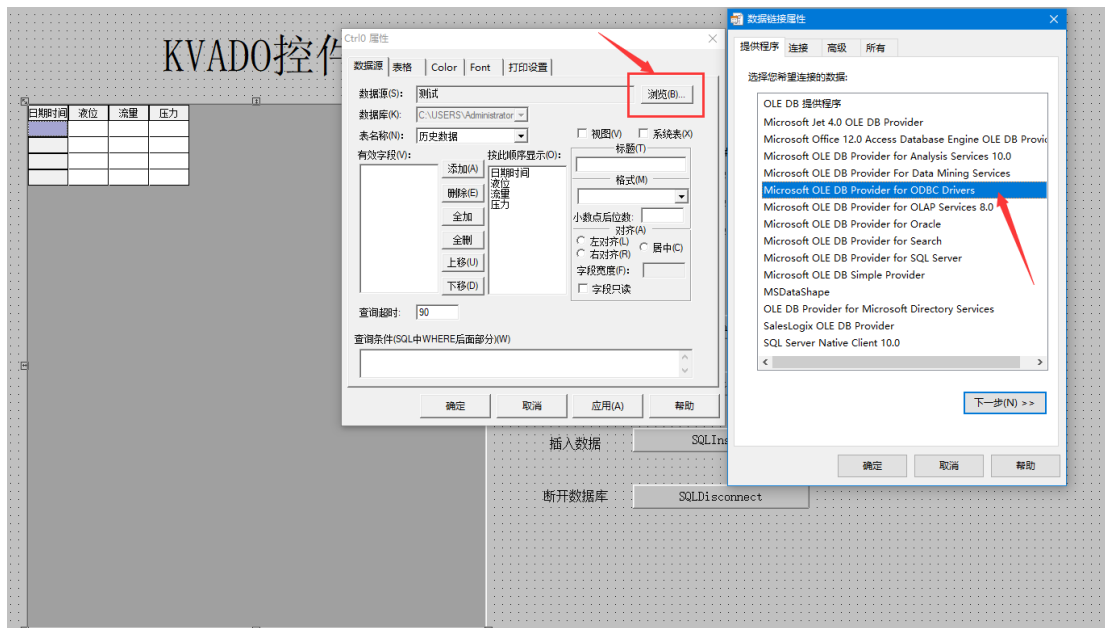 KVADO控件
日期时间 液位 流量 压力
插入数据 SQLIns
断开数据库 SQLDisconnect
Ctrl0 属性
数据源 表格 Color Font 打印设置
数据源(S): 测试 浏览(B)...
数据库(K): C:\USERS\Administrator
表名称(N): 历史数据 视图(V) 系统表(X)
有效字段(V): 按此顺序显示(O): 标题(T)
添加(A) 日期时间
液位
删除(E) 流量 格式(M)
压力
全加 小数点后位数:
全删 对齐(A)
左对齐(L) 居中(C)
右对齐(R)
上移(U) 字段宽度(F):
下移(D) 字段只读
查询超时: 90
查询条件(SQL中WHERE后面部分)(W)
确定 取消 应用(A) 帮助
数据链接属性
提供程序 连接 高级 所有
选择您希望连接的数据:
OLE DB 提供程序
Microsoft Jet 4.0 OLE DB Provider
Microsoft Office 12.0 Access Database Engine OLE DB Provid
Microsoft OLE DB Provider for Analysis Services 10.0
Microsoft OLE DB Provider For Data Mining Services
Microsoft OLE DB Provider for ODBC Drivers
Microsoft OLE DB Provider for OLAP Services 8.0
Microsoft OLE DB Provider for Oracle
Microsoft OLE DB Provider for Search
Microsoft OLE DB Provider for SQL Server
Microsoft OLE DB Simple Provider
MSDataShape
OLE DB Provider for Microsoft Directory Services
SalesLogix OLE DB Provider
SQL Server Native Client 10.0
下一步(N) >>
确定 取消 帮助